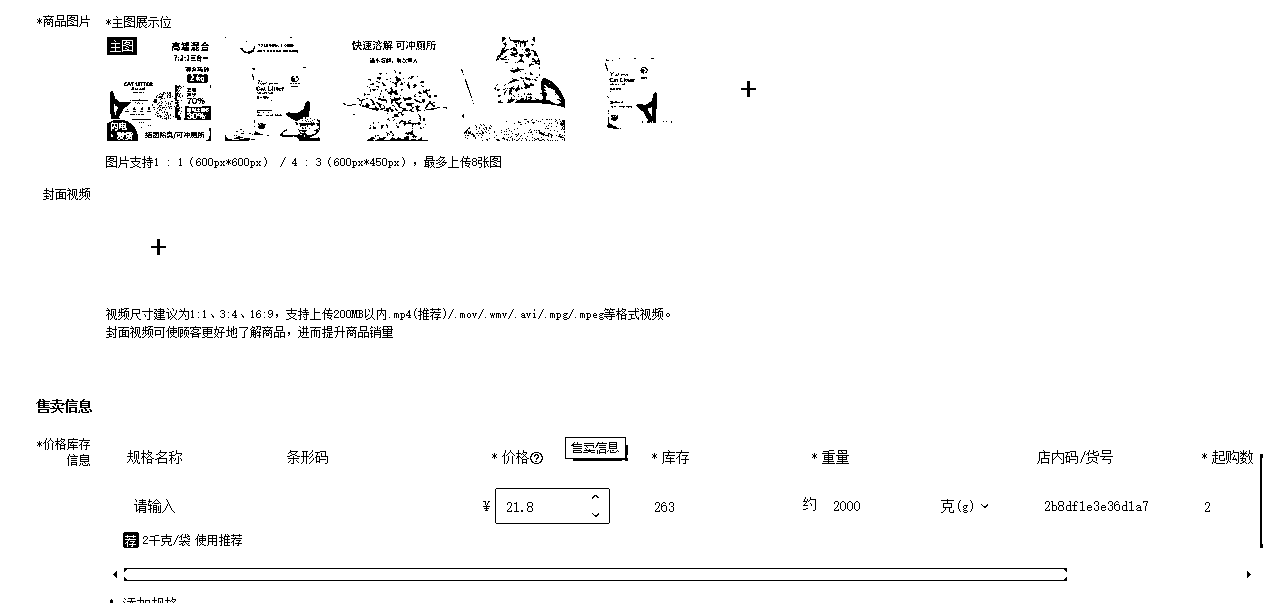 *商品图片 *主图展示位
主图
高端混合
7:2:1三合一
2kg
CAT LITTER
70%
30%
闪电
发货
结团除臭/可冲厕所
Cat Litter
快速溶解 可冲厕所
Cat Litter
图片支持1 : 1（600px*600px） / 4 : 3（600px*450px），最多上传8张图
封面视频
视频尺寸建议为1:1、3:4、16:9，支持上传200MB以内.mp4(推荐)/.mov/.wmv/.avi/.mpg/.mpeg等格式视频。
封面视频可使顾客更好地了解商品，进而提升商品销量
售卖信息
*价格库存
信息
规格名称 条形码 * 价格 售卖信息 * 库存 * 重量 店内码/货号 * 起购数
请输入 ¥ 21.8 263 约 2000 克(g) 2b8df1e3e36d1a7 2
荐 2千克/袋 使用推荐
添加规格